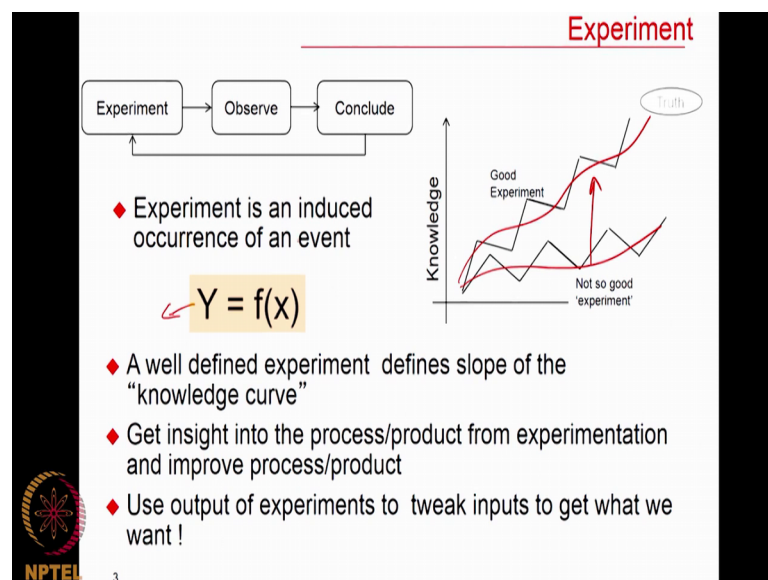 Experiment
Experiment
Observe
Conclude
Truth
Good
Experiment
Knowledge
Not so good
‘experiment’
♦ Experiment is an induced
occurrence of an event
Y = f(x)
♦ A well defined experiment defines slope of the
“knowledge curve”
♦ Get insight into the process/product from experimentation
and improve process/product
♦ Use output of experiments to tweak inputs to get what we
want !
NPTEL
3